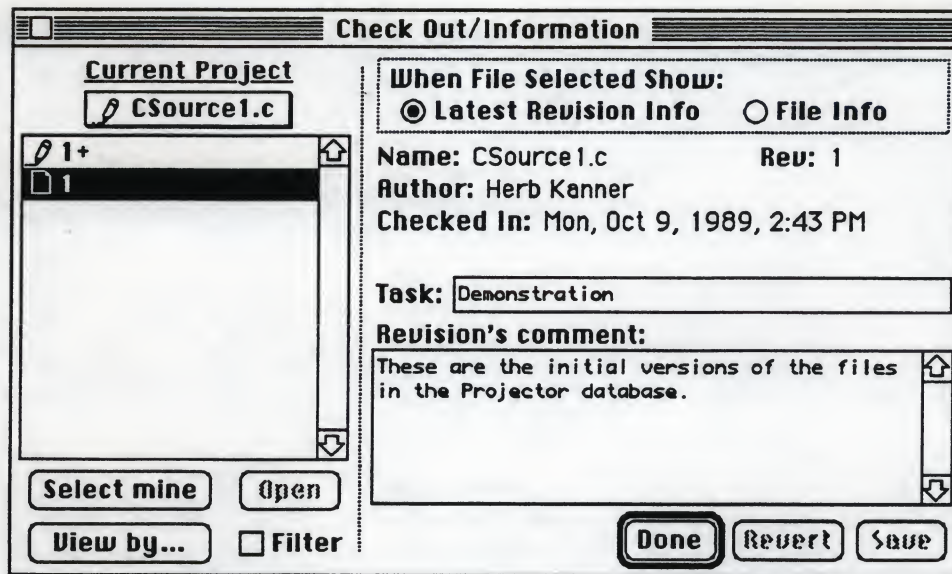 Check Out/Information
Current Project
CSource1.c
1+
1
Select mine
Open
View by...
Filter
When File Selected Show:
Latest Revision Info
File Info
Name: CSource1.c
Rev: 1
Author: Herb Kanner
Checked In: Mon, Oct 9, 1989, 2:43 PM
Task: Demonstration
Revision's comment:
These are the initial versions of the files
in the Projector database.
Done
Revert
Save